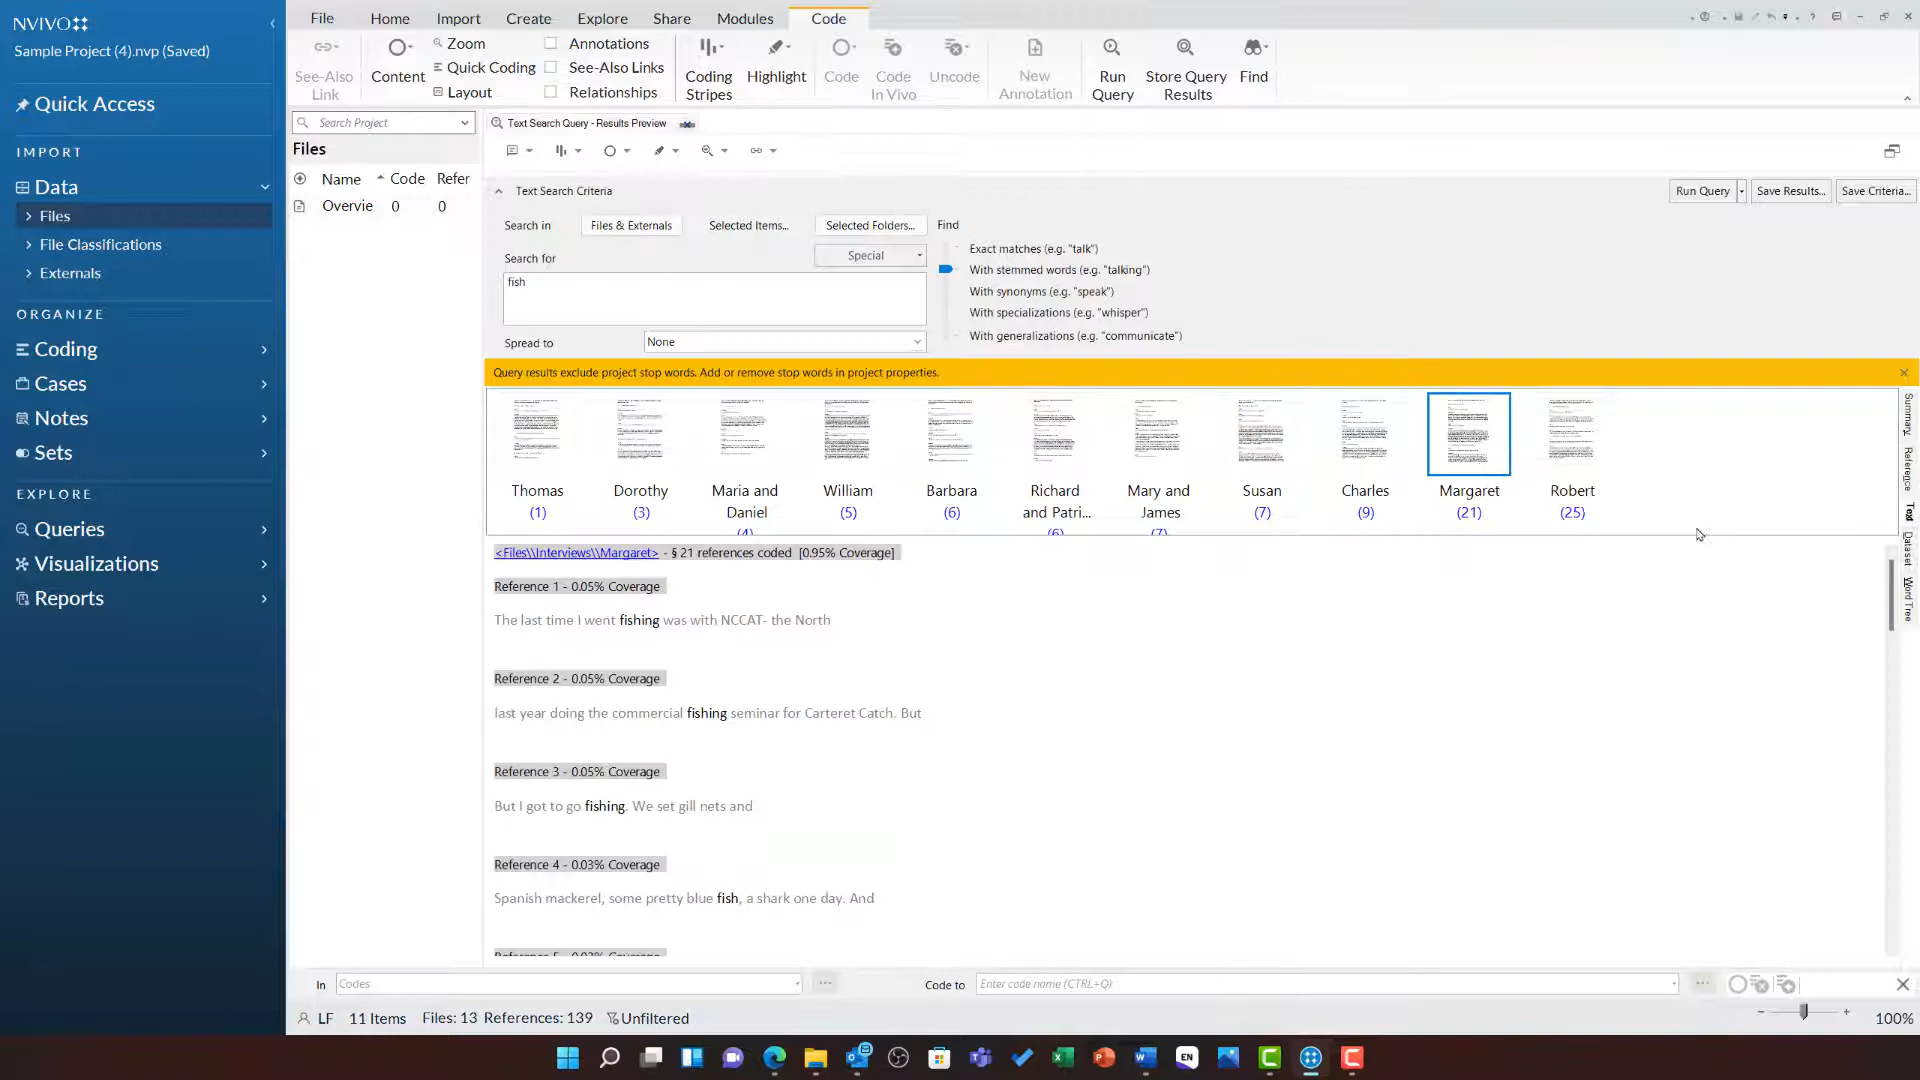 NVIVO
Sample Project (4).nvp (Saved)
Quick Access
IMPORT
Data
Files
File Classifications
Externals
ORGANIZE
Coding
Cases
Notes
Sets
EXPLORE
Queries
Visualizations
Reports
File Home Import Create Explore Share Modules Code
See-Also Link
Content
Zoom
Quick Coding
Layout
Annotations
See-Also Links
Relationships
Coding Stripes
Highlight
Code
Code In Vivo
Uncode
New Annotation
Run Query
Store Query Results
Find
Search Project
Files
Name Code Refer
Overvie 0 0
Text Search Query - Results Preview
Text Search Criteria
Run Query Save Results... Save Criteria...
Search in Files & Externals Selected Items... Selected Folders... Find
Search for Special
fish
Spread to None
Exact matches (e.g. "talk")
With stemmed words (e.g. "talking")
With synonyms (e.g. "speak")
With specializations (e.g. "whisper")
With generalizations (e.g. "communicate")
Query results exclude project stop words. Add or remove stop words in project properties.
Thomas (1)
Dorothy (3)
Maria and Daniel (4)
William (5)
Barbara (6)
Richard and Patri... (6)
Mary and James (7)
Susan (7)
Charles (9)
Margaret (21)
Robert (25)
Summary
Reference
Text
Dataset
Word Tree
<Files\\Interviews\\Margaret> - § 21 references coded [0.95% Coverage]
Reference 1 - 0.05% Coverage
The last time I went fishing was with NCCAT- the North
Reference 2 - 0.05% Coverage
last year doing the commercial fishing seminar for Carteret Catch. But
Reference 3 - 0.05% Coverage
But I got to go fishing. We set gill nets and
Reference 4 - 0.03% Coverage
Spanish mackerel, some pretty blue fish, a shark one day. And
Reference 5 - 0.03% Coverage
In Codes ... Code to Enter code name (CTRL+Q) ...
LF 11 Items Files: 13 References: 139 Unfiltered 100%
EN